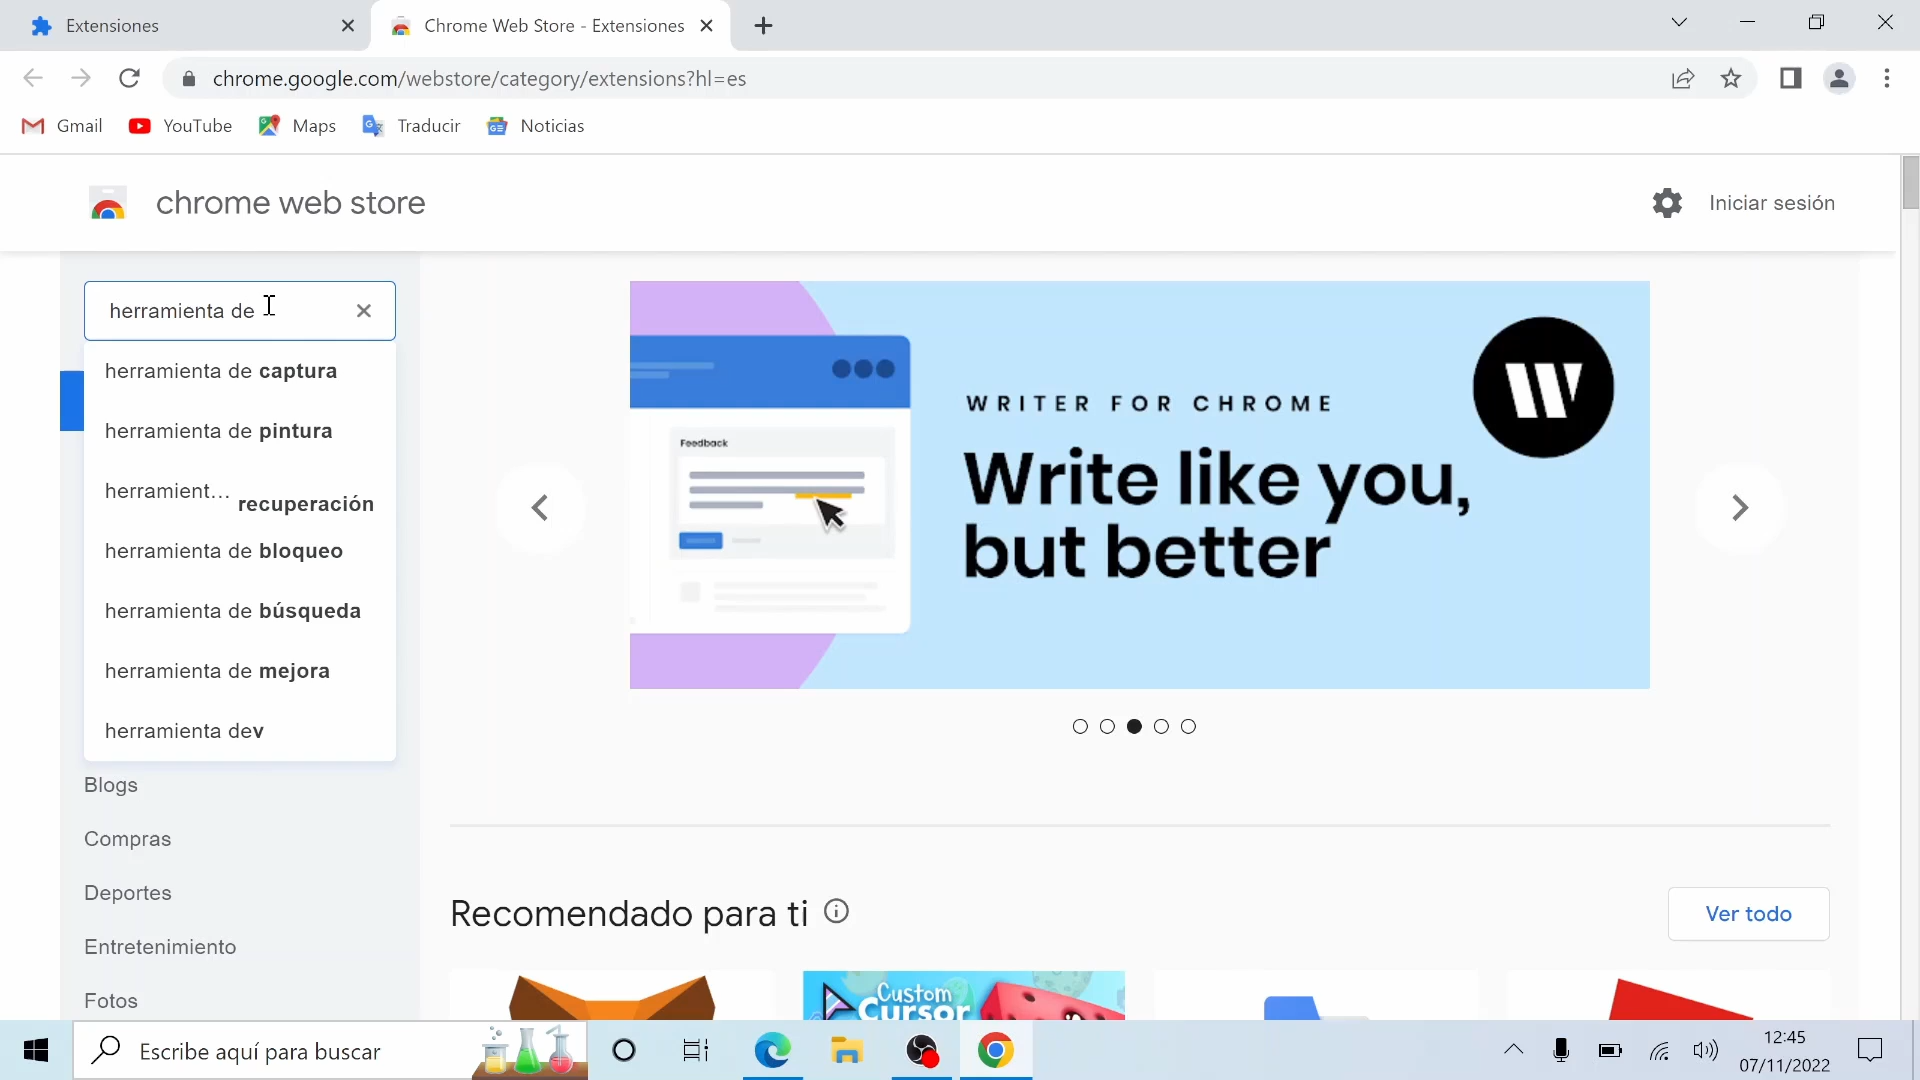 Extensiones
Chrome Web Store - Extensiones
chrome.google.com/webstore/category/extensions?hl=es
Gmail
YouTube
Maps
Traducir
Noticias
chrome web store
Iniciar sesión
herramienta de
herramienta de captura
herramienta de pintura
herramient... recuperación
herramienta de bloqueo
herramienta de búsqueda
herramienta de mejora
herramienta dev
Blogs
Compras
Deportes
Entretenimiento
Fotos
Feedback
WRITER FOR CHROME
Write like you,
but better
W
Recomendado para ti
Ver todo
Custom
Cursor
Escribe aquí para buscar
12:45
07/11/2022